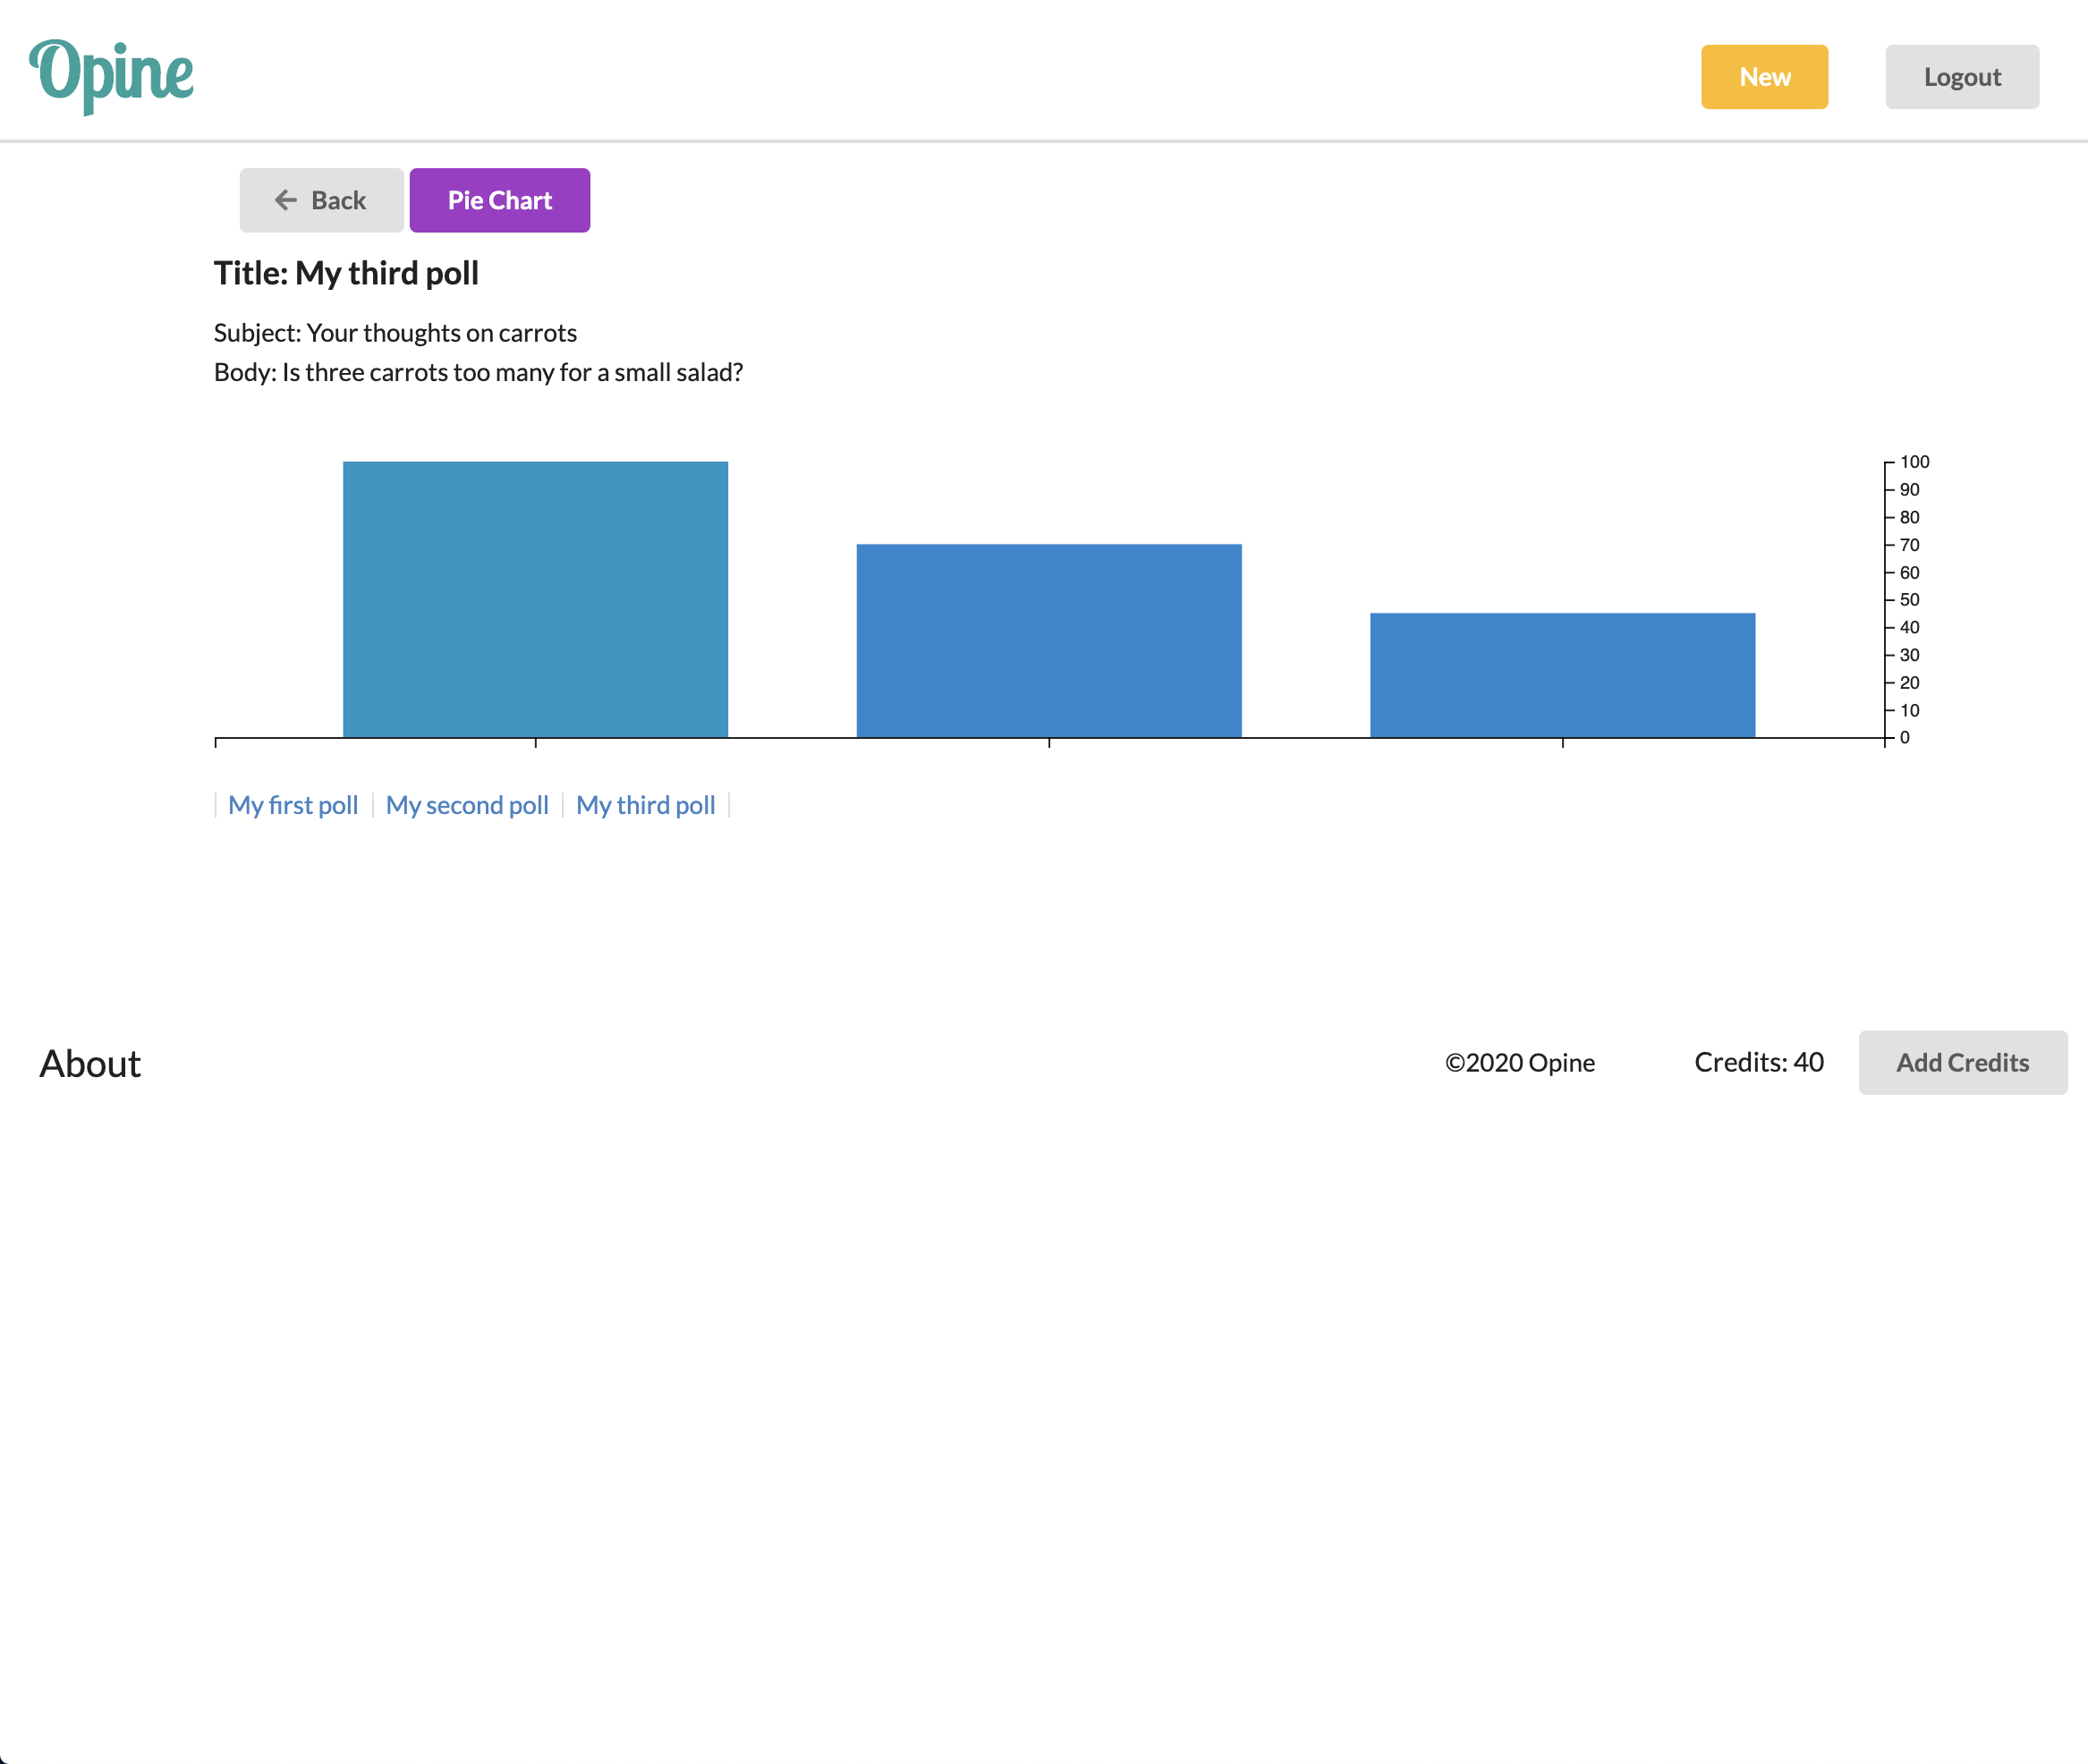 Opine
New
Logout
Back
Pie Chart
Title: My third poll
Subject: Your thoughts on carrots
Body: Is three carrots too many for a small salad?
100
90
80
70
60
50
40
30
20
10
0
My first poll
My second poll
My third poll
About
©2020 Opine
Credits: 40
Add Credits